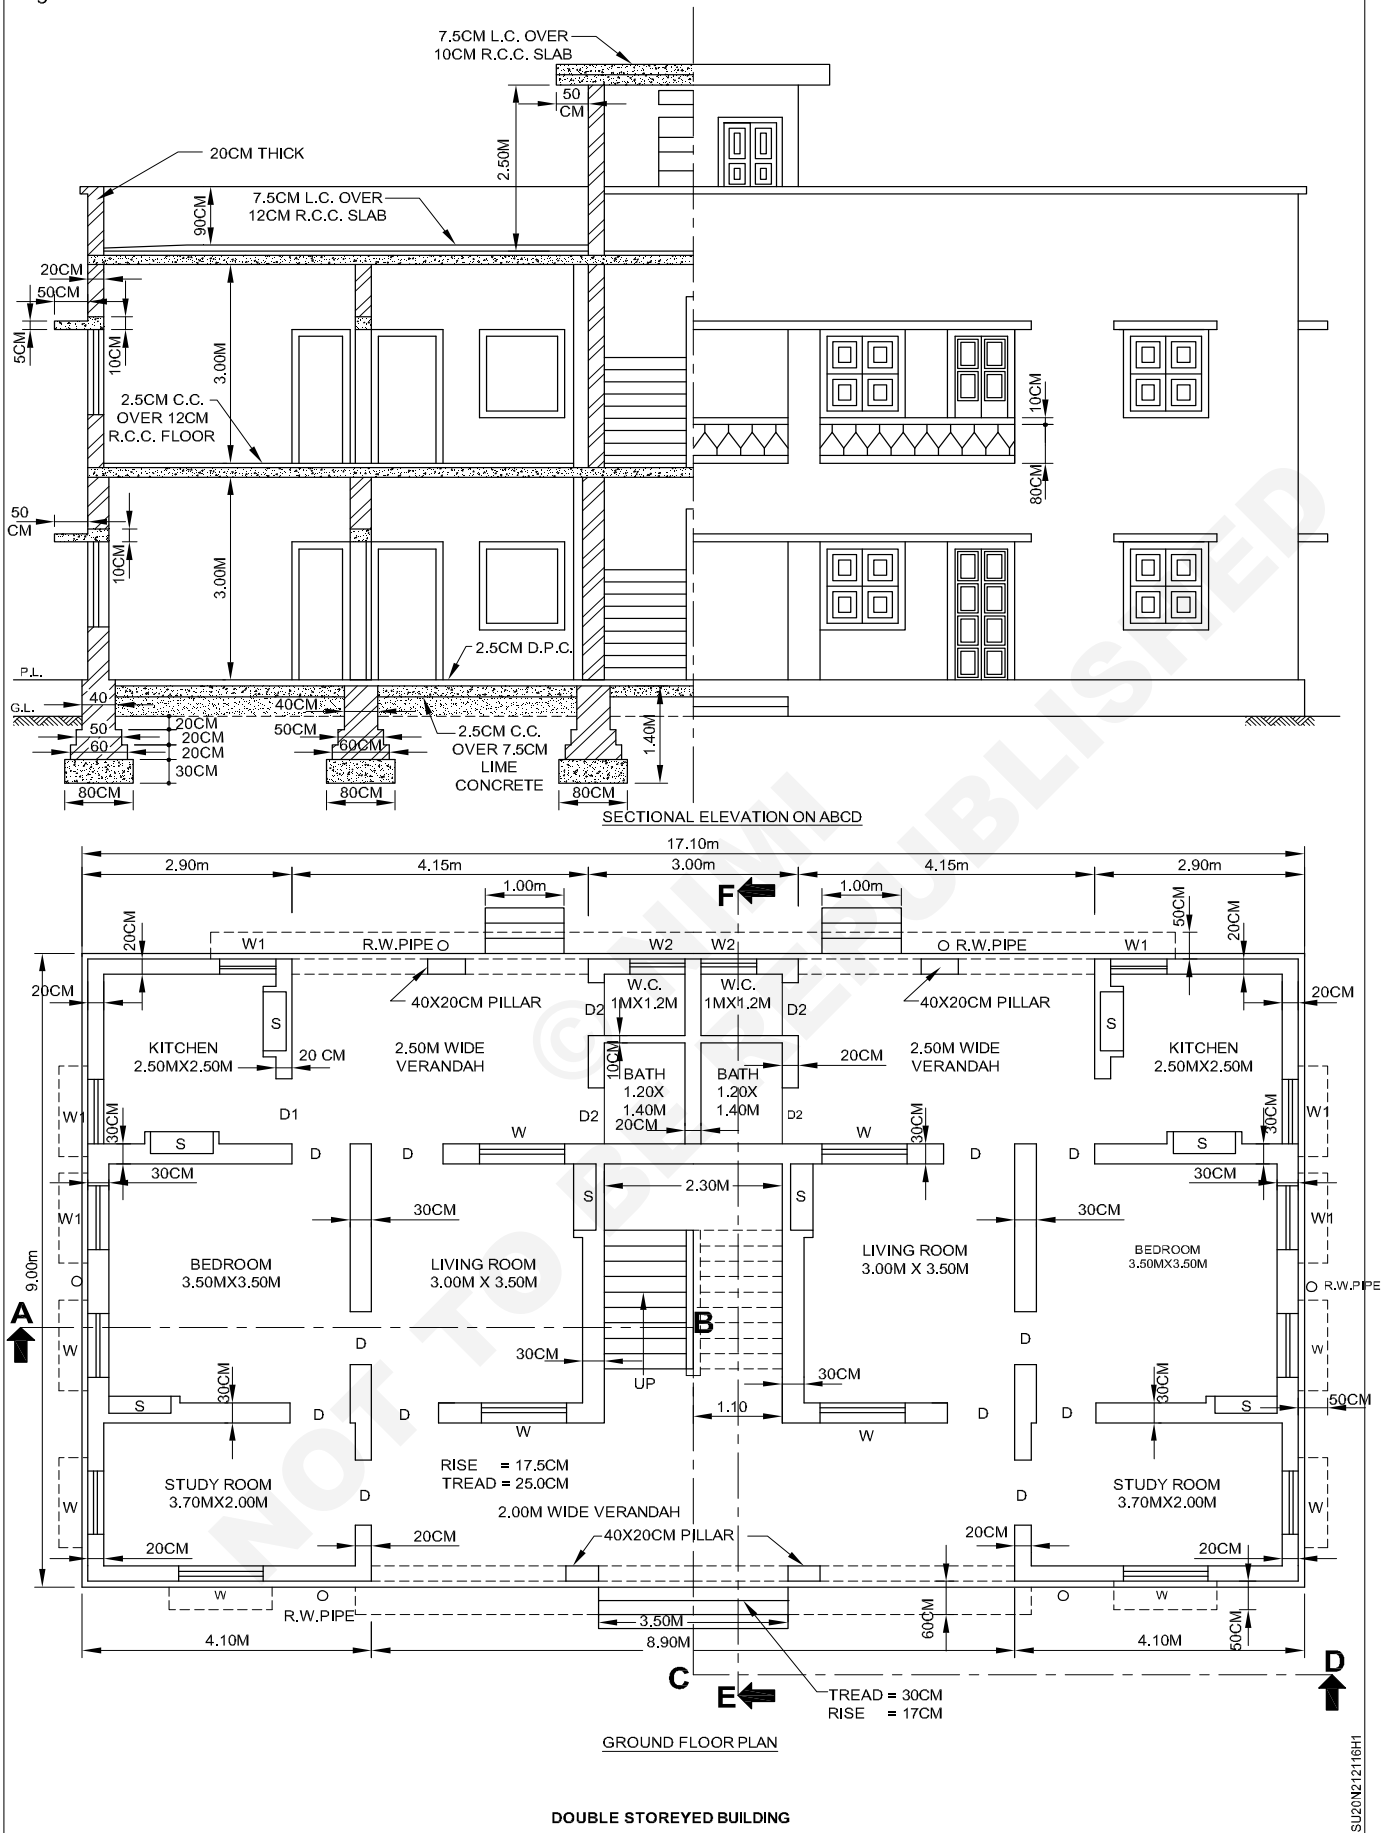 7.5CM L.C. OVER
10CM R.C.C. SLAB
50
CM
2.50M
20CM THICK
7.5CM L.C. OVER
12CM R.C.C. SLAB
90CM
20CM
50CM
5CM
10CM
3.00M
2.5CM C.C.
OVER 12CM
R.C.C. FLOOR
10CM
80CM
50
CM
10CM
3.00M
2.5CM D.P.C.
P.L.
G.L.
40
50
60
20CM
20CM
20CM
30CM
80CM
40CM
50CM
60CM
80CM
2.5CM C.C.
OVER 7.5CM
LIME
CONCRETE
1.40M
80CM
SECTIONAL ELEVATION ON ABCD
17.10m
2.90m
4.15m
3.00m
4.15m
2.90m
1.00m
F
1.00m
50CM
20CM
20CM
W1
R.W.PIPE
W2
W2
R.W.PIPE
W1
20CM
40X20CM PILLAR
W.C.
1MX1.2M
W.C.
1MX1.2M
40X20CM PILLAR
20CM
S
D2
D2
S
KITCHEN
2.50MX2.50M
20 CM
2.50M WIDE
VERANDAH
10CM
BATH
1.20X
1.40M
BATH
1.20X
1.40M
20CM
2.50M WIDE
VERANDAH
KITCHEN
2.50MX2.50M
W1
D1
D2
20CM
D2
W1
30CM
S
D
D
W
W
30CM
D
D
S
30CM
30CM
S
2.30M
S
30CM
W1
30CM
30CM
W1
9.00m
BEDROOM
3.50MX3.50M
LIVING ROOM
3.00M X 3.50M
LIVING ROOM
3.00M X 3.50M
BEDROOM
3.50MX3.50M
R.W.PIPE
A
B
W
D
D
W
30CM
UP
30CM
S
30CM
D
D
W
1.10
W
D
D
30CM
S
50CM
RISE = 17.5CM
TREAD = 25.0CM
STUDY ROOM
3.70MX2.00M
D
D
STUDY ROOM
3.70MX2.00M
W
2.00M WIDE VERANDAH
W
20CM
20CM
40X20CM PILLAR
20CM
20CM
W
R.W.PIPE
W
3.50M
60CM
50CM
4.10M
8.90M
4.10M
C
D
E
TREAD = 30CM
RISE = 17CM
GROUND FLOOR PLAN
DOUBLE STOREYED BUILDING
SU20N212116H1
© NIMI
NOT TO BE REPUBLISHED